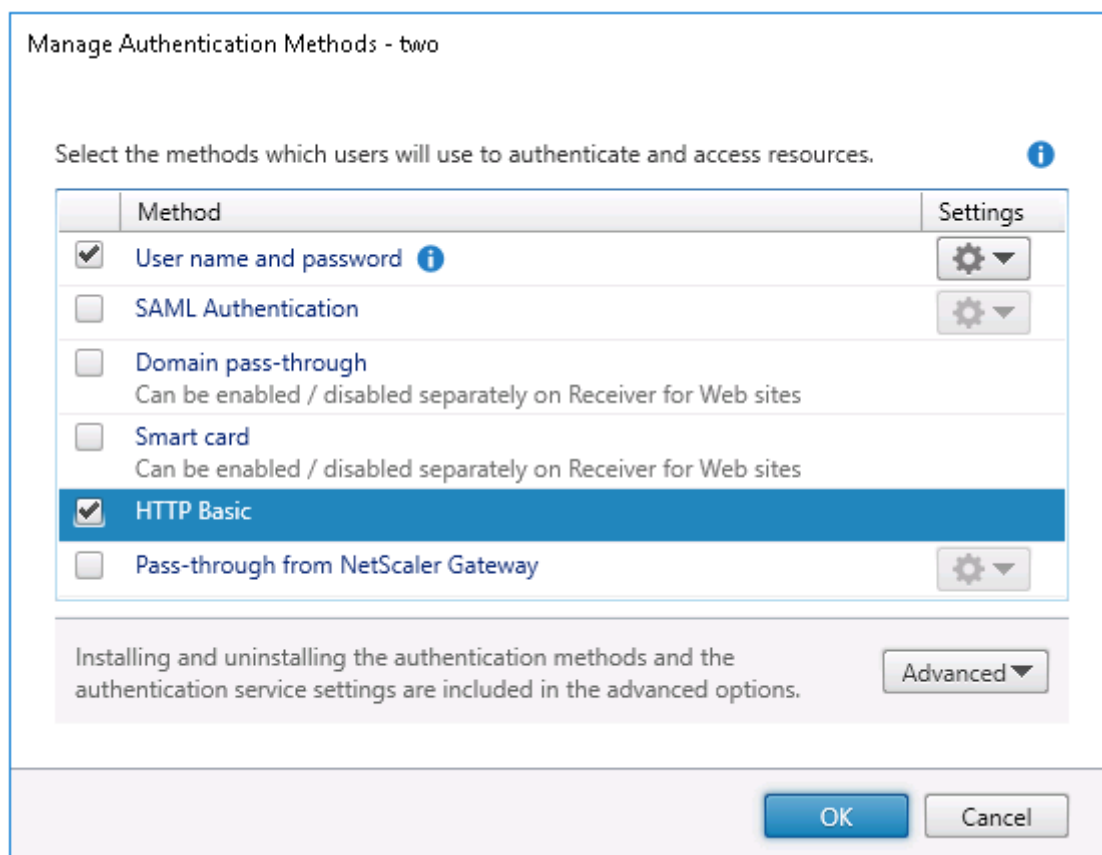 Manage Authentication Methods - two
Select the methods which users will use to authenticate and access resources.
Method Settings
User name and password
SAML Authentication
Domain pass-through
Can be enabled / disabled separately on Receiver for Web sites
Smart card
Can be enabled / disabled separately on Receiver for Web sites
HTTP Basic
Pass-through from NetScaler Gateway
Installing and uninstalling the authentication methods and the
authentication service settings are included in the advanced options.
Advanced
OK Cancel